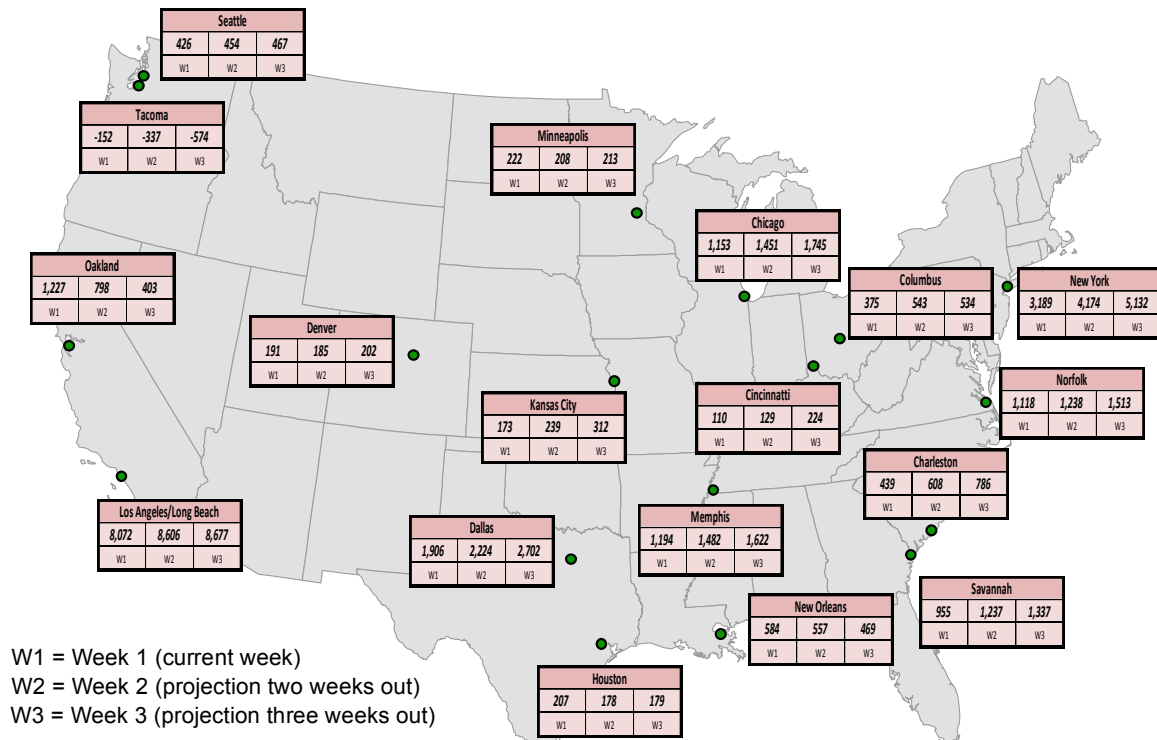 Seattle
426 454 467
W1 W2 W3
Tacoma
-152 -337 -574
W1 W2 W3
Minneapolis
222 208 213
W1 W2 W3
Chicago
1,153 1,451 1,745
W1 W2 W3
Oakland
1,227 798 403
W1 W2 W3
Columbus
375 543 534
W1 W2 W3
New York
3,189 4,174 5,132
W1 W2 W3
Denver
191 185 202
W1 W2 W3
Norfolk
1,118 1,238 1,513
W1 W2 W3
Kansas City
173 239 312
W1 W2 W3
Cincinnatti
110 129 224
W1 W2 W3
Charleston
439 608 786
W1 W2 W3
Los Angeles/Long Beach
8,072 8,606 8,677
W1 W2 W3
Dallas
1,906 2,224 2,702
W1 W2 W3
Memphis
1,194 1,482 1,622
W1 W2 W3
Savannah
955 1,237 1,337
W1 W2 W3
New Orleans
584 557 469
W1 W2 W3
Houston
207 178 179
W1 W2 W3
W1 = Week 1 (current week)
W2 = Week 2 (projection two weeks out)
W3 = Week 3 (projection three weeks out)